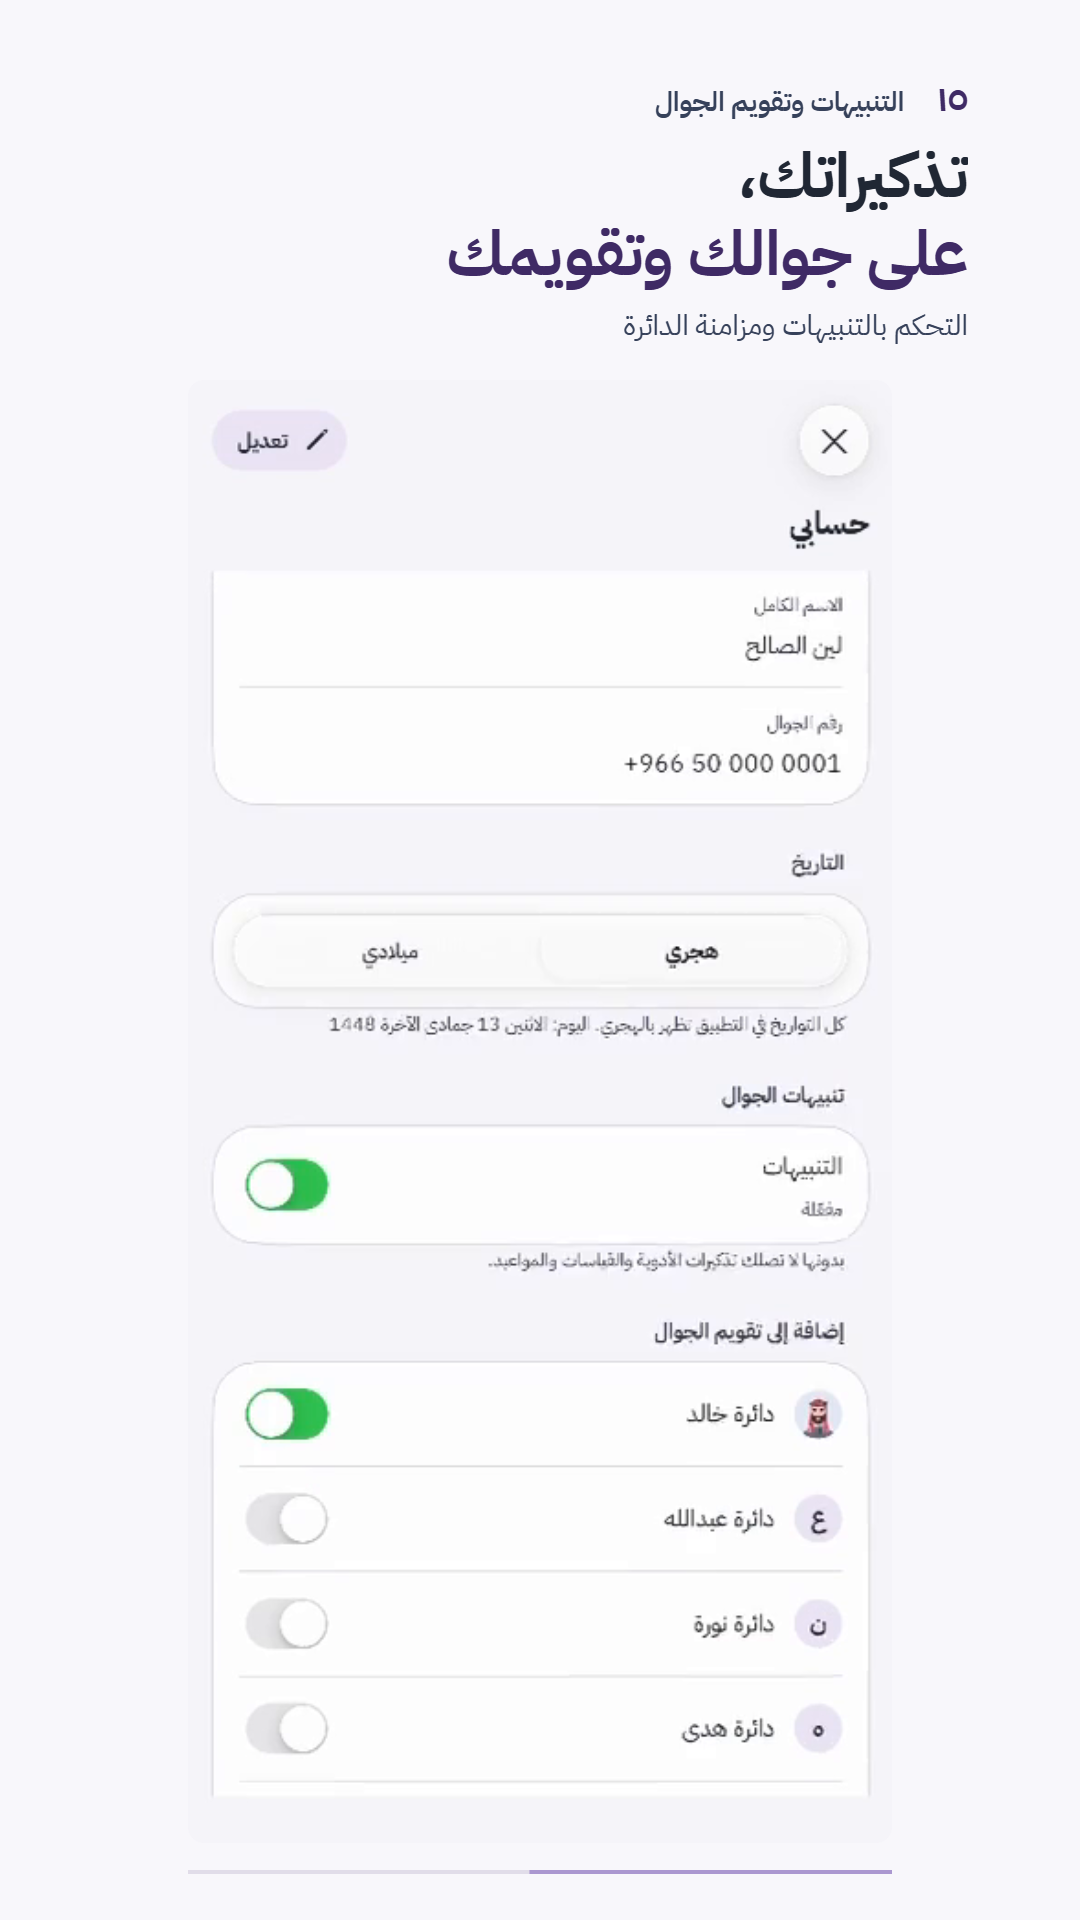 ١٥ التنبيهات وتقويم الجوال
تذكيراتك،
على جوالك وتقويمك
التحكم بالتنبيهات ومزامنة الدائرة
تعديل
حسابي
الاسم الكامل
لين الصالح
رقم الجوال
+966 50 000 0001
التاريخ
هجري ميلادي
كل التواريخ في التطبيق تظهر بالهجري. اليوم: الاثنين 13 جمادى الآخرة 1448
تنبيهات الجوال
التنبيهات
مفعّلة
بدونها لا تصلك تذكيرات الأدوية والقياسات والمواعيد.
إضافة إلى تقويم الجوال
دائرة خالد
ع دائرة عبدالله
ن دائرة نورة
ه دائرة هدى